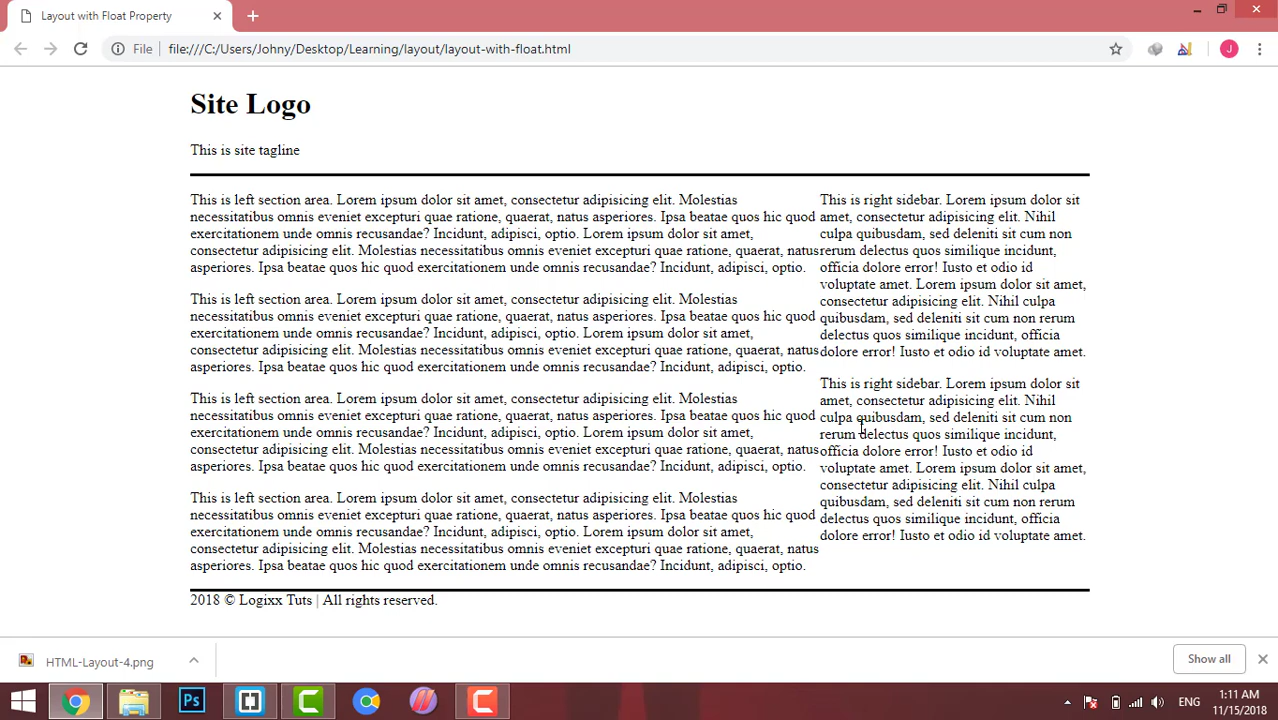 Layout with Float Property
File
file:///C:/Users/Johny/Desktop/Learning/layout/layout-with-float.html
J
Site Logo
This is site tagline
This is left section area. Lorem ipsum dolor sit amet, consectetur adipisicing elit. Molestias
necessitatibus omnis eveniet excepturi quae ratione, quaerat, natus asperiores. Ipsa beatae quos hic quod
exercitationem unde omnis recusandae? Incidunt, adipisci, optio. Lorem ipsum dolor sit amet,
consectetur adipisicing elit. Molestias necessitatibus omnis eveniet excepturi quae ratione, quaerat, natus
asperiores. Ipsa beatae quos hic quod exercitationem unde omnis recusandae? Incidunt, adipisci, optio.
This is left section area. Lorem ipsum dolor sit amet, consectetur adipisicing elit. Molestias
necessitatibus omnis eveniet excepturi quae ratione, quaerat, natus asperiores. Ipsa beatae quos hic quod
exercitationem unde omnis recusandae? Incidunt, adipisci, optio. Lorem ipsum dolor sit amet,
consectetur adipisicing elit. Molestias necessitatibus omnis eveniet excepturi quae ratione, quaerat, natus
asperiores. Ipsa beatae quos hic quod exercitationem unde omnis recusandae? Incidunt, adipisci, optio.
This is left section area. Lorem ipsum dolor sit amet, consectetur adipisicing elit. Molestias
necessitatibus omnis eveniet excepturi quae ratione, quaerat, natus asperiores. Ipsa beatae quos hic quod
exercitationem unde omnis recusandae? Incidunt, adipisci, optio. Lorem ipsum dolor sit amet,
consectetur adipisicing elit. Molestias necessitatibus omnis eveniet excepturi quae ratione, quaerat, natus
asperiores. Ipsa beatae quos hic quod exercitationem unde omnis recusandae? Incidunt, adipisci, optio.
This is left section area. Lorem ipsum dolor sit amet, consectetur adipisicing elit. Molestias
necessitatibus omnis eveniet excepturi quae ratione, quaerat, natus asperiores. Ipsa beatae quos hic quod
exercitationem unde omnis recusandae? Incidunt, adipisci, optio. Lorem ipsum dolor sit amet,
consectetur adipisicing elit. Molestias necessitatibus omnis eveniet excepturi quae ratione, quaerat, natus
asperiores. Ipsa beatae quos hic quod exercitationem unde omnis recusandae? Incidunt, adipisci, optio.
This is right sidebar. Lorem ipsum dolor sit
amet, consectetur adipisicing elit. Nihil
culpa quibusdam, sed deleniti sit cum non
rerum delectus quos similique incidunt,
officia dolore error! Iusto et odio id
voluptate amet. Lorem ipsum dolor sit amet,
consectetur adipisicing elit. Nihil culpa
quibusdam, sed deleniti sit cum non rerum
delectus quos similique incidunt, officia
dolore error! Iusto et odio id voluptate amet.
This is right sidebar. Lorem ipsum dolor sit
amet, consectetur adipisicing elit. Nihil
culpa quibusdam, sed deleniti sit cum non
rerum delectus quos similique incidunt,
officia dolore error! Iusto et odio id
voluptate amet. Lorem ipsum dolor sit amet,
consectetur adipisicing elit. Nihil culpa
quibusdam, sed deleniti sit cum non rerum
delectus quos similique incidunt, officia
dolore error! Iusto et odio id voluptate amet.
2018 © Logixx Tuts | All rights reserved.
HTML-Layout-4.png
Show all
Ps
ENG
1:11 AM
11/15/2018